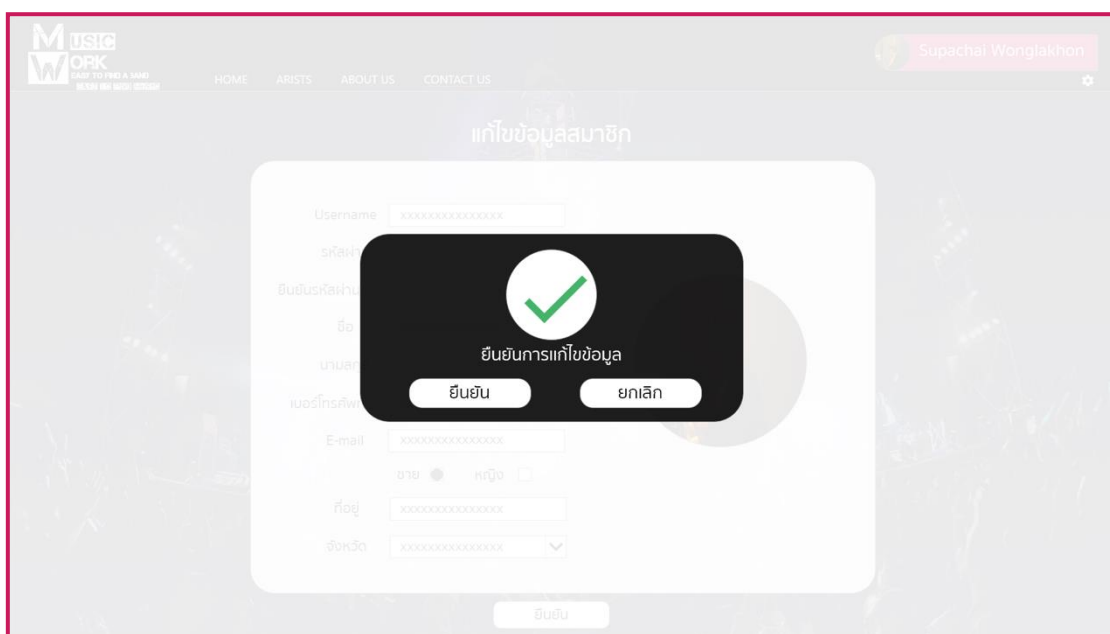 MUSIC
WORK
EASY TO FIND A BAND
Supachai Wonglakhon
HOME ARISTS ABOUT US CONTACT US
แก้ไขข้อมูลสมาชิก
Username xxxxxxxxxxxxxxx
ยืนยันการแก้ไขข้อมูล
ยืนยัน ยกเลิก
E-mail xxxxxxxxxxxxxxx
ชาย หญิง
ที่อยู่ xxxxxxxxxxxxxxx
จังหวัด xxxxxxxxxxxxxxx
ยืนยัน